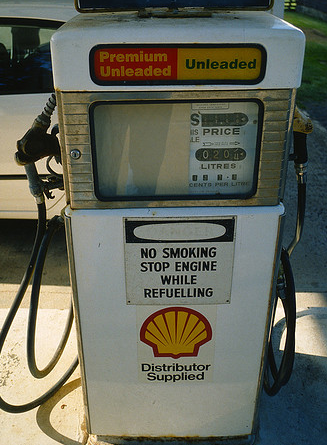 Premium
Unleaded
Unleaded
PRICE
LITRES
CENTS PER LITRE
NO SMOKING
STOP ENGINE
WHILE
REFUELLING
Distributor
Supplied